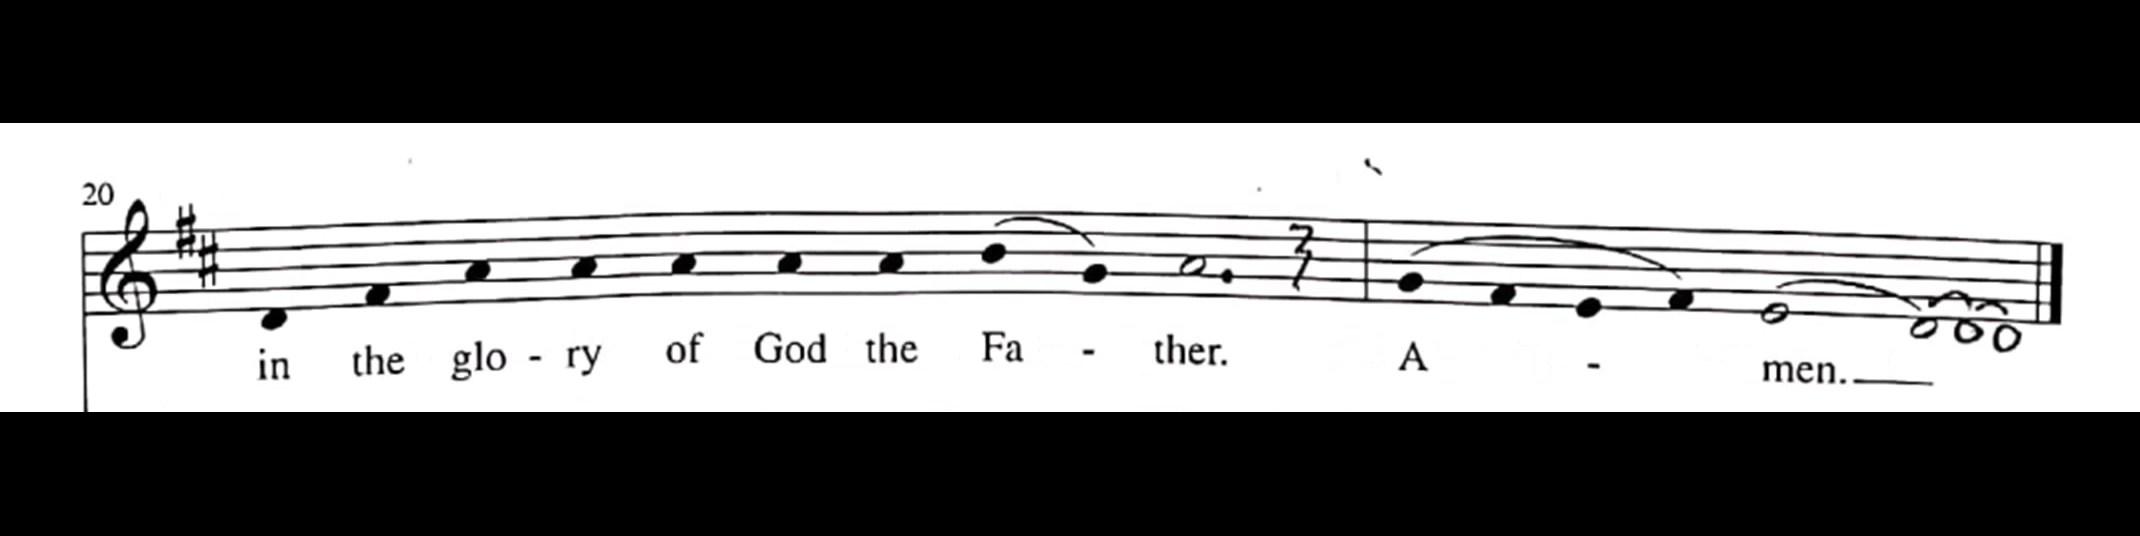 20
in the glo - ry of God the Fa - ther. A - men.